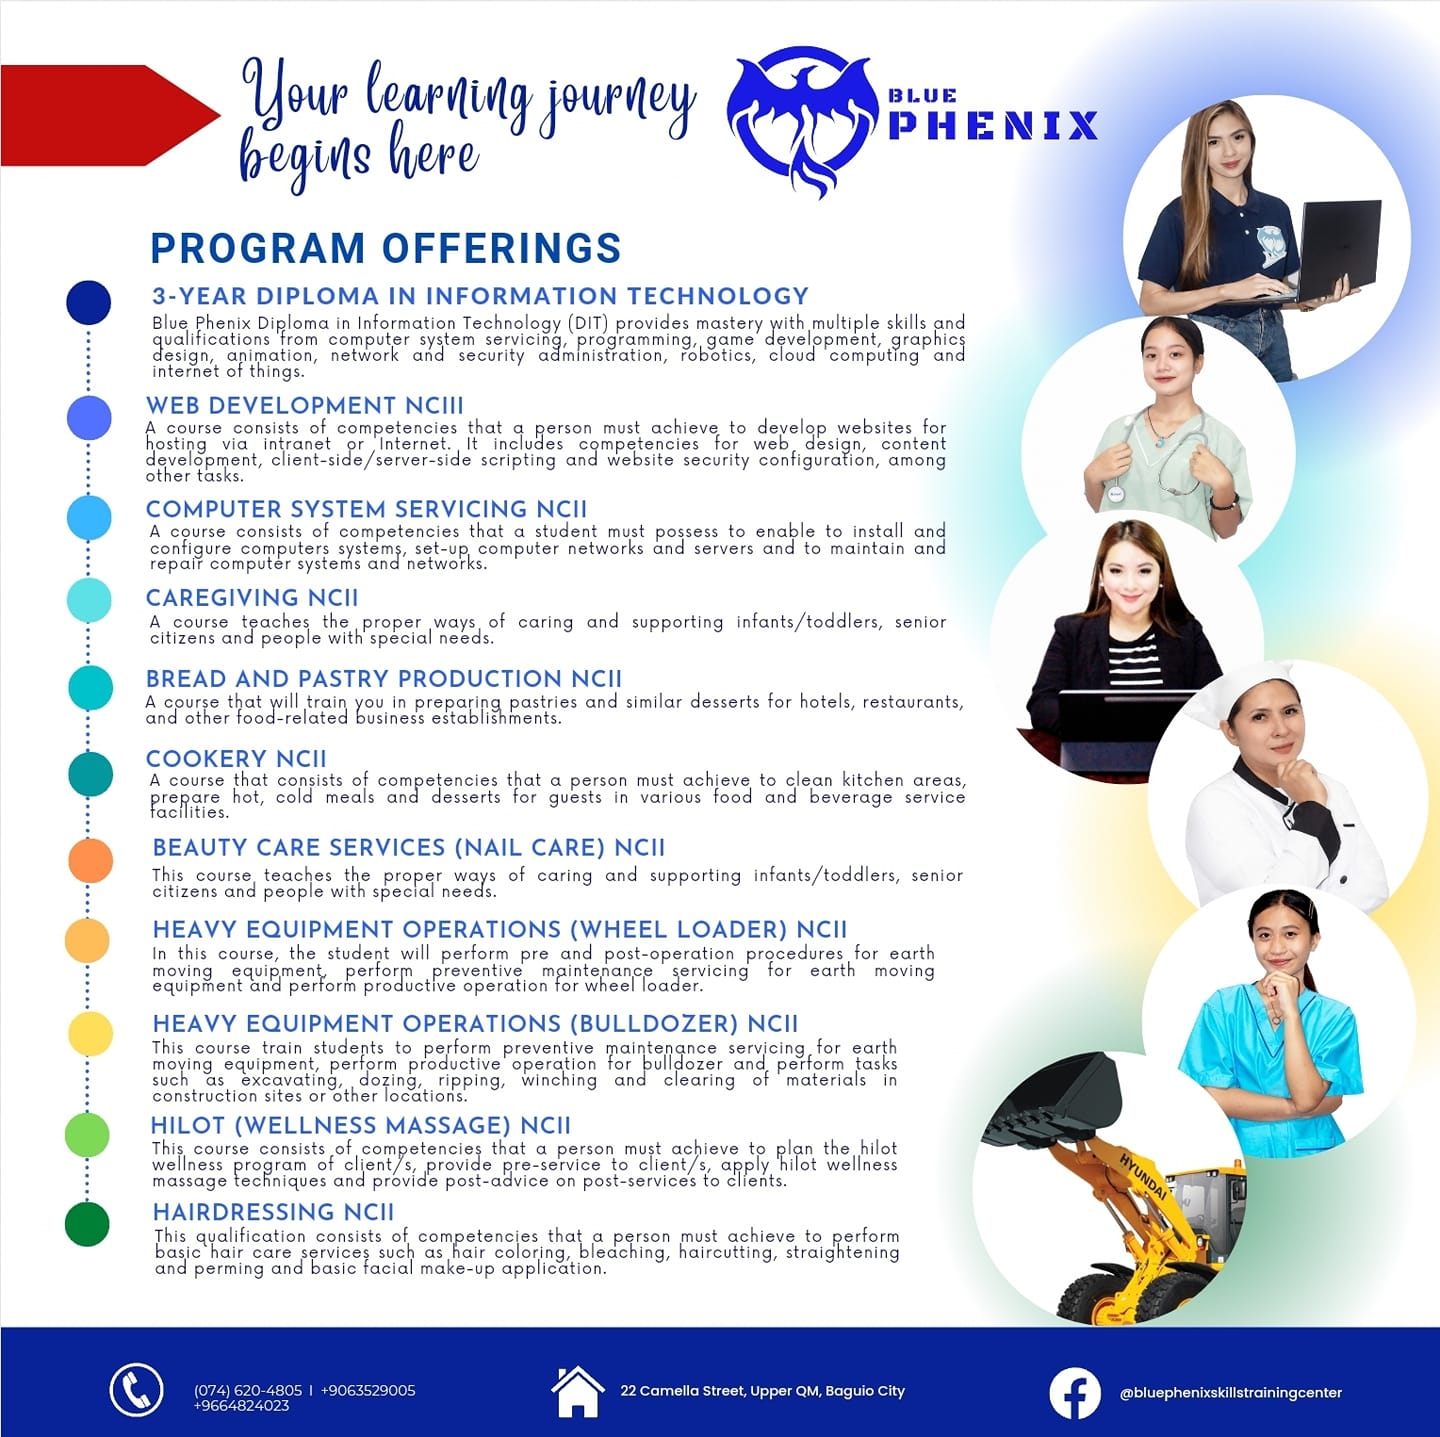 Your learning journey
begins here
BLUE
PHENIX
PROGRAM OFFERINGS
3-YEAR DIPLOMA IN INFORMATION TECHNOLOGY
Blue Phenix Diploma in Information Technology (DIT) provides mastery with multiple skills and
qualifications from computer system servicing, programming, game development, graphics
design, animation, network and security administration, robotics, cloud computing and
internet of things.
WEB DEVELOPMENT NCIII
A course consists of competencies that a person must achieve to develop websites for
hosting via intranet or Internet. It includes competencies for web design, content
development, client-side/server-side scripting and website security configuration, among
other tasks.
COMPUTER SYSTEM SERVICING NCII
A course consists of competencies that a student must possess to enable to install and
configure computers systems, set-up computer networks and servers and to maintain and
repair computer systems and networks.
CAREGIVING NCII
A course teaches the proper ways of caring and supporting infants/toddlers, senior
citizens and people with special needs.
BREAD AND PASTRY PRODUCTION NCII
A course that will train you in preparing pastries and similar desserts for hotels, restaurants,
and other food-related business establishments.
COOKERY NCII
A course that consists of competencies that a person must achieve to clean kitchen areas,
prepare hot, cold meals and desserts for guests in various food and beverage service
facilities.
BEAUTY CARE SERVICES (NAIL CARE) NCII
This course teaches the proper ways of caring and supporting infants/toddlers, senior
citizens and people with special needs.
HEAVY EQUIPMENT OPERATIONS (WHEEL LOADER) NCII
In this course, the student will perform pre and post-operation procedures for earth
moving equipment, perform preventive maintenance servicing for earth moving
equipment and perform productive operation for wheel loader.
HEAVY EQUIPMENT OPERATIONS (BULLDOZER) NCII
This course train students to perform preventive maintenance servicing for earth
moving equipment, perform productive operation for bulldozer and perform tasks
such as excavating, dozing, ripping, winching and clearing of materials in
construction sites or other locations.
HILOT (WELLNESS MASSAGE) NCII
This course consists of competencies that a person must achieve to plan the hilot
wellness program of client/s, provide pre-service to client/s, apply hilot wellness
massage techniques and provide post-advice on post-services to clients.
HAIRDRESSING NCII
This qualification consists of competencies that a person must achieve to perform
basic hair care services such as hair coloring, bleaching, haircutting, straightening
and perming and basic facial make-up application.
HYUNDAI
(074) 620-4805 | +9063529005
+9664824023
22 Camella Street, Upper QM, Baguio City
@bluephenixskillstrainingcenter